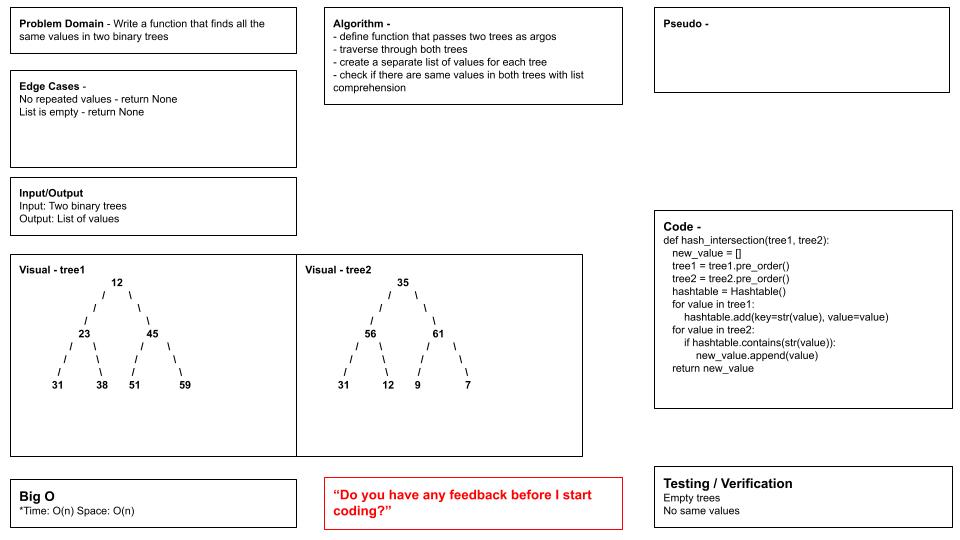 Problem Domain - Write a function that finds all the
same values in two binary trees
Edge Cases -
No repeated values - return None
List is empty - return None
Input/Output
Input: Two binary trees
Output: List of values
Algorithm -
- define function that passes two trees as argos
- traverse through both trees
- create a separate list of values for each tree
- check if there are same values in both trees with list
comprehension
Pseudo -
Visual - tree1
12
23 45
31 38 51 59
Visual - tree2
35
56 61
31 12 9 7
Code -
def hash_intersection(tree1, tree2):
new_value = []
tree1 = tree1.pre_order()
tree2 = tree2.pre_order()
hashtable = Hashtable()
for value in tree1:
hashtable.add(key=str(value), value=value)
for value in tree2:
if hashtable.contains(str(value)):
new_value.append(value)
return new_value
Big O
*Time: O(n) Space: O(n)
“Do you have any feedback before I start
coding?”
Testing / Verification
Empty trees
No same values